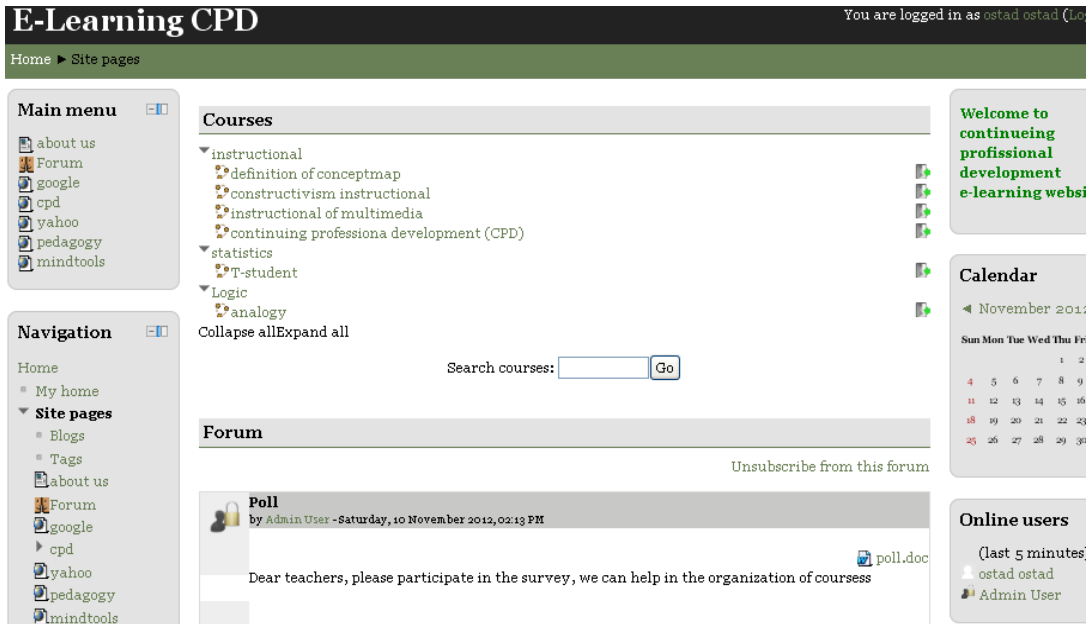 E-Learning CPD
You are logged in as ostad ostad (Lo
Home ► Site pages
Main menu
about us
Forum
google
cpd
yahoo
pedagogy
mindtools
Navigation
Home
My home
Site pages
Blogs
Tags
about us
Forum
google
cpd
yahoo
pedagogy
mindtools
Courses
instructional
definition of conceptmap
constructivism instructional
instructional of multimedia
continuing professiona development (CPD)
statistics
T-student
Logic
analogy
Collapse allExpand all
Search courses: Go
Forum
Unsubscribe from this forum
Poll
by Admin User - Saturday, 10 November 2012, 02:13 PM
poll.doc
Dear teachers, please participate in the survey, we can help in the organization of coursess
Welcome to
continueing
profissional
development
e-learning websi
Calendar
◄ November 2012
Sun Mon Tue Wed Thu Fri
1 2
4 5 6 7 8 9
11 12 13 14 15 16
18 19 20 21 22 23
25 26 27 28 29 30
Online users
(last 5 minutes)
ostad ostad
Admin User